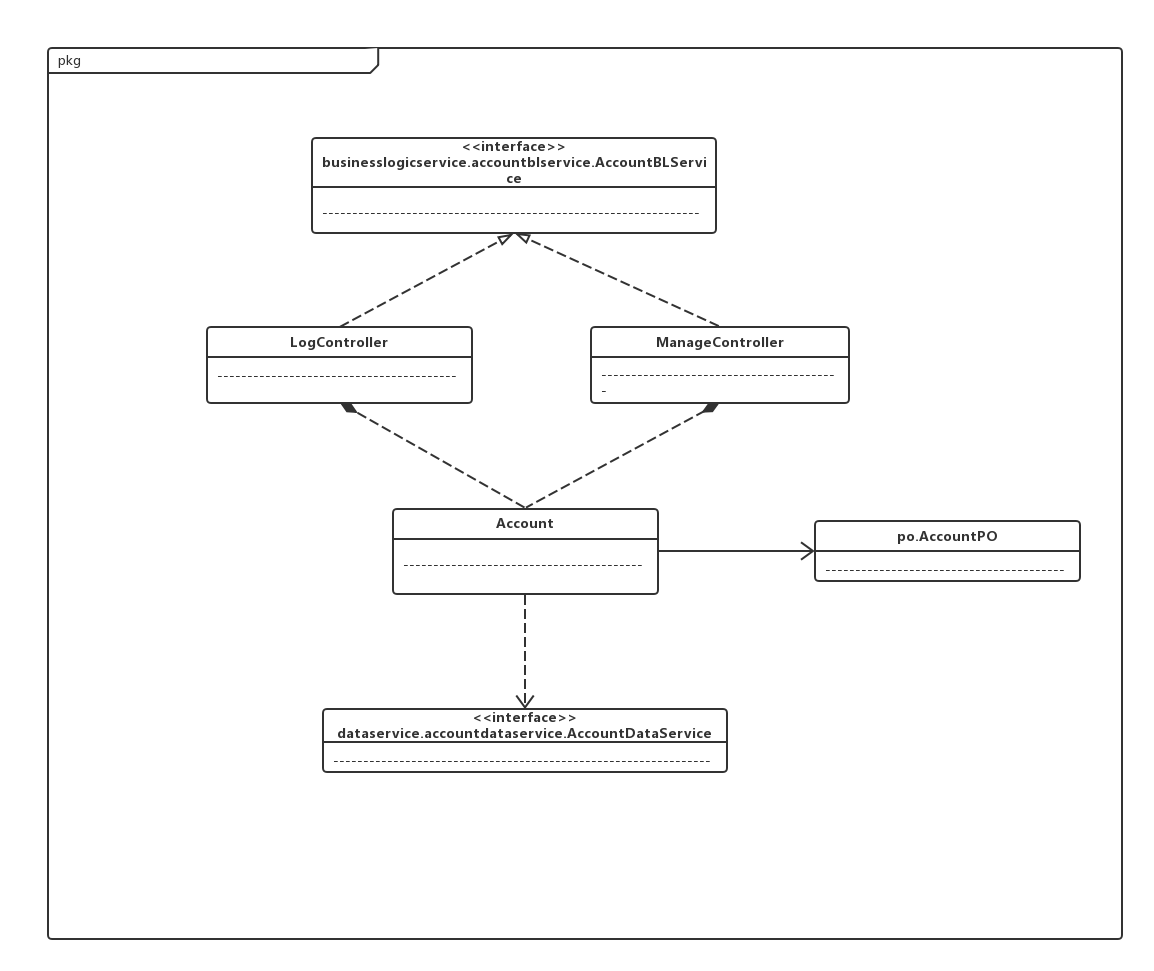 pkg
<<interface>>
businesslogicservice.accountblservice.AccountBLServi
ce
LogController
ManageController
Account
po.AccountPO
<<interface>>
dataservice.accountdataservice.AccountDataService